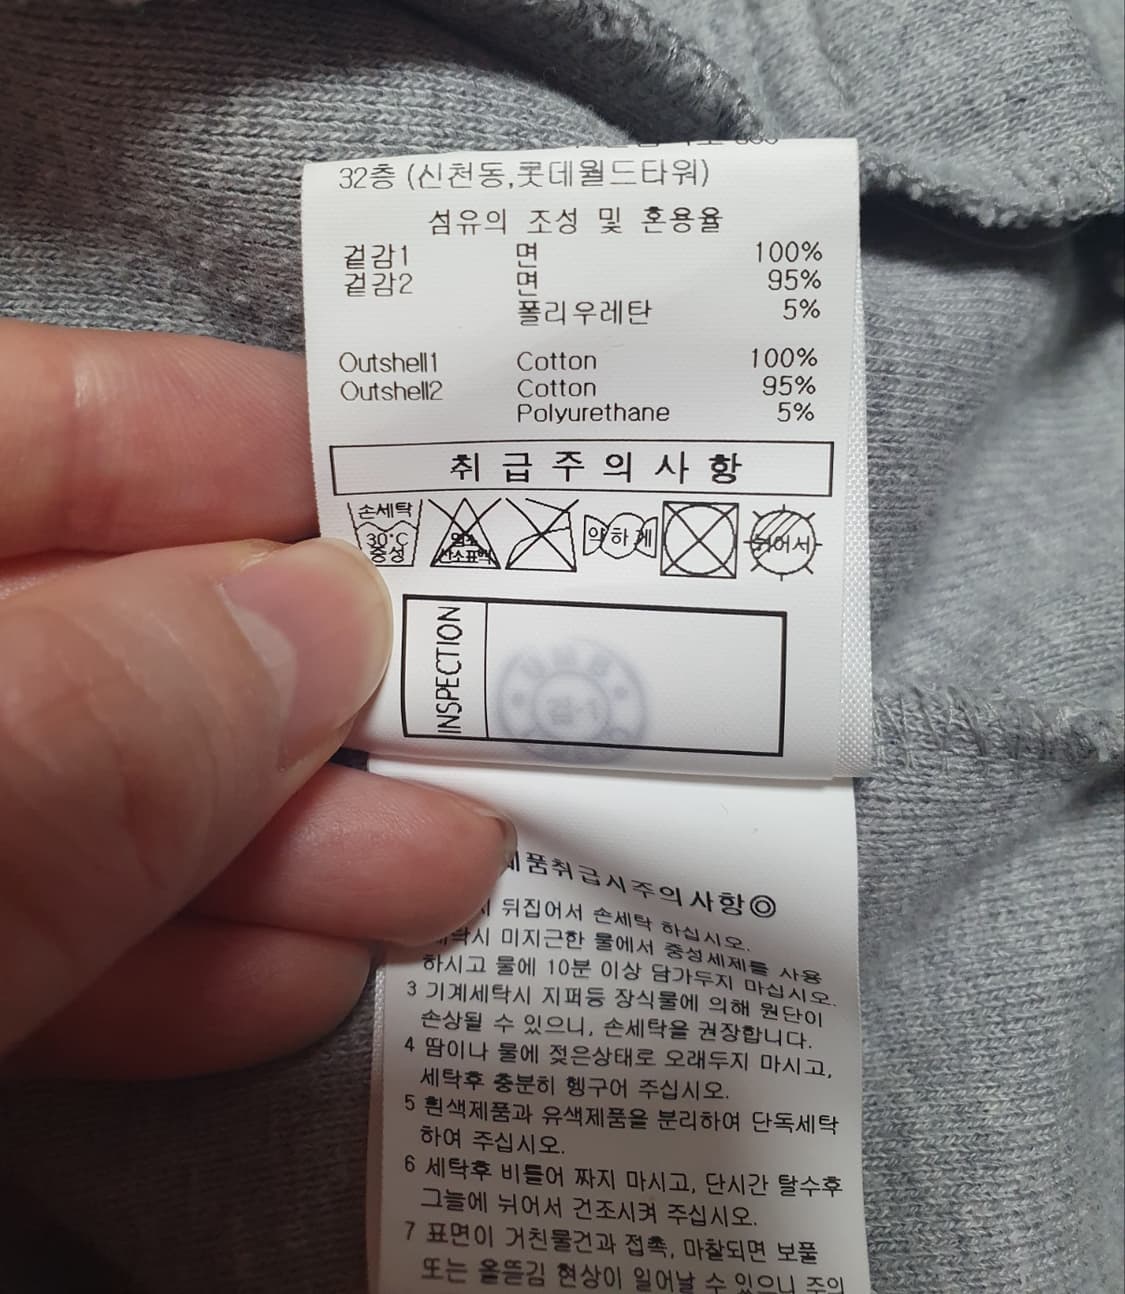 32층 (신천동,롯데월드타워)
섬유의 조성 및 혼용율
겉감1 면 100%
겉감2 면 95%
폴리우레탄 5%
Outshell1 Cotton 100%
Outshell2 Cotton 95%
Polyurethane 5%
취급주의사항
손세탁
30°C
중성
염소
산소표백
약하게
뉘어서
INSPECTION
제품취급시주의사항◎
뒤집어서 손세탁 하십시오.
세탁시 미지근한 물에서 중성세제를 사용
하시고 물에 10분 이상 담가두지 마십시오.
3 기계세탁시 지퍼등 장식물에 의해 원단이
손상될 수 있으니, 손세탁을 권장합니다.
4 땀이나 물에 젖은상태로 오래두지 마시고,
세탁후 충분히 헹구어 주십시오.
5 흰색제품과 유색제품을 분리하여 단독세탁
하여 주십시오.
6 세탁후 비틀어 짜지 마시고, 단시간 탈수후
그늘에 뉘어서 건조시켜 주십시오.
7 표면이 거친물건과 접촉, 마찰되면 보풀
또는 올뜯김 현상이 일어날 수 있으니 주의